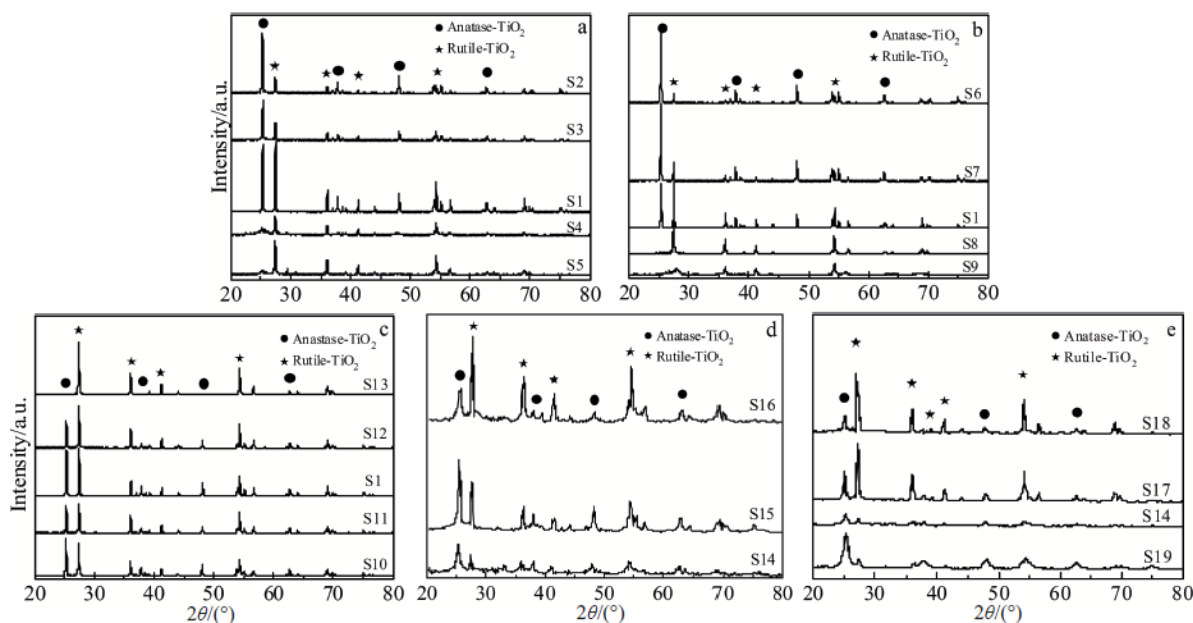 a
● Anatase-TiO₂
★ Rutile-TiO₂
S2
S3
S1
S4
S5
Intensity/a.u.
20 30 40 50 60 70 80
b
● Anatase-TiO₂
★ Rutile-TiO₂
S6
S7
S1
S8
S9
20 30 40 50 60 70 80
c
● Anatase-TiO₂
★ Rutile-TiO₂
S13
S12
S1
S11
S10
Intensity/a.u.
20 30 40 50 60 70 80
2θ/(°)
d
● Anatase-TiO₂
★ Rutile-TiO₂
S16
S15
S14
20 30 40 50 60 70 80
2θ/(°)
e
● Anatase-TiO₂
★ Rutile-TiO₂
S18
S17
S14
S19
20 30 40 50 60 70 80
2θ/(°)